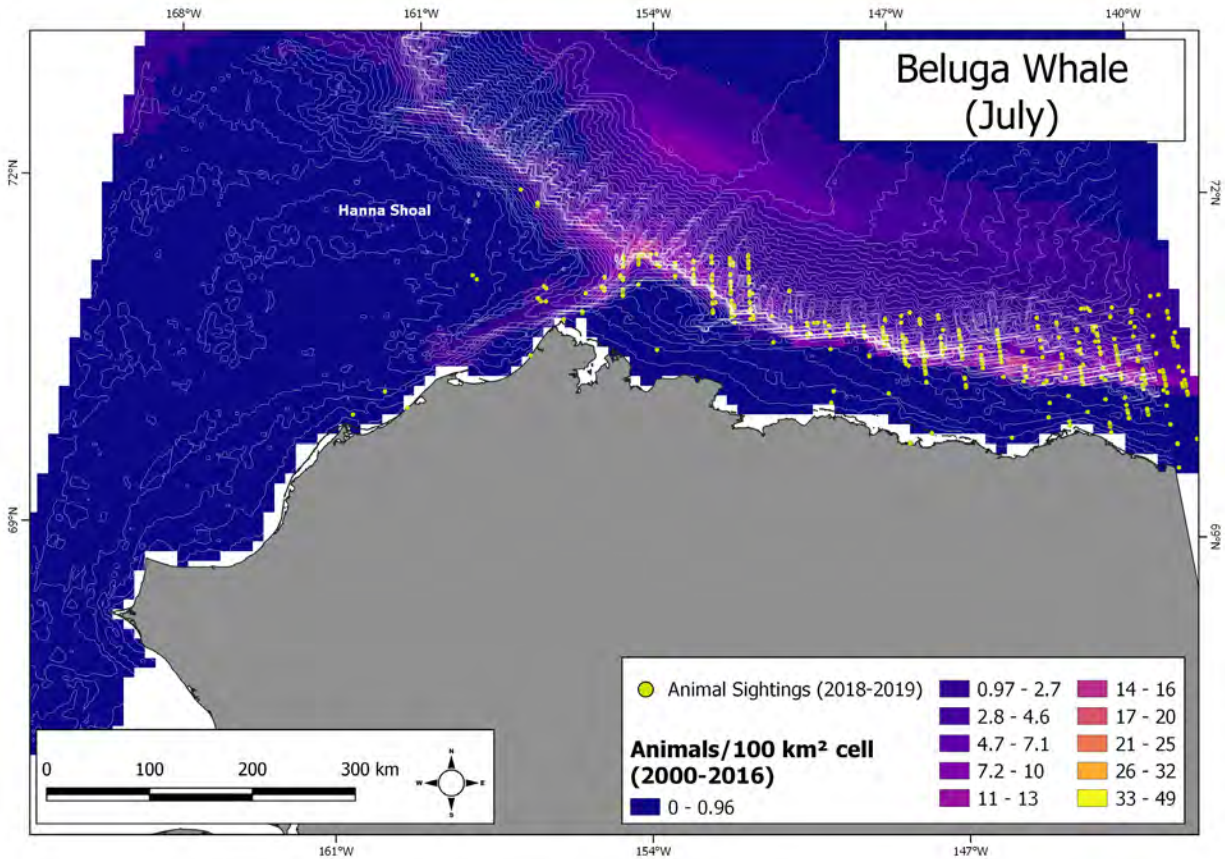 168°W 161°W 154°W 147°W 140°W
Beluga Whale
(July)
72°N
72°N
Hanna Shoal
69°N
69°N
Animal Sightings (2018-2019)
Animals/100 km² cell
(2000-2016)
0 - 0.96
0.97 - 2.7
2.8 - 4.6
4.7 - 7.1
7.2 - 10
11 - 13
14 - 16
17 - 20
21 - 25
26 - 32
33 - 49
0 100 200 300 km
N
W E
S
161°W 154°W 147°W